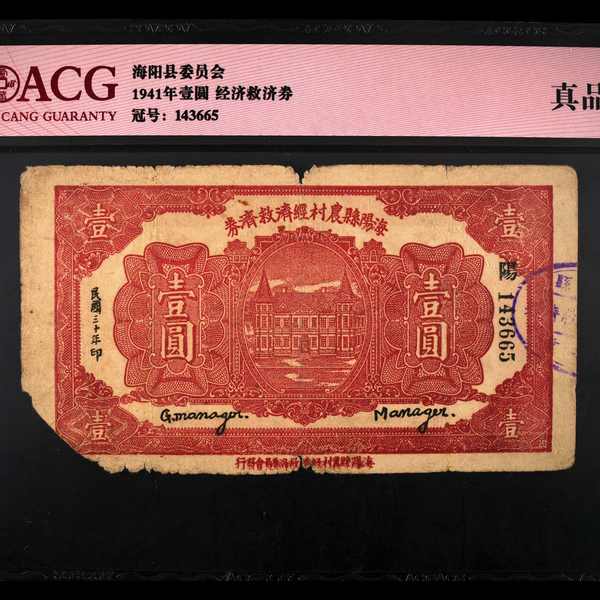 ACG
CANG GUARANTY
海阳县委员会
1941年壹圆 经济救济券
冠号：143665
真品
券濟救濟經村農縣陽海
壹
壹
陽 143665
壹圓
壹圓
民國三十年印
壹
壹
G.manager.
Manager.